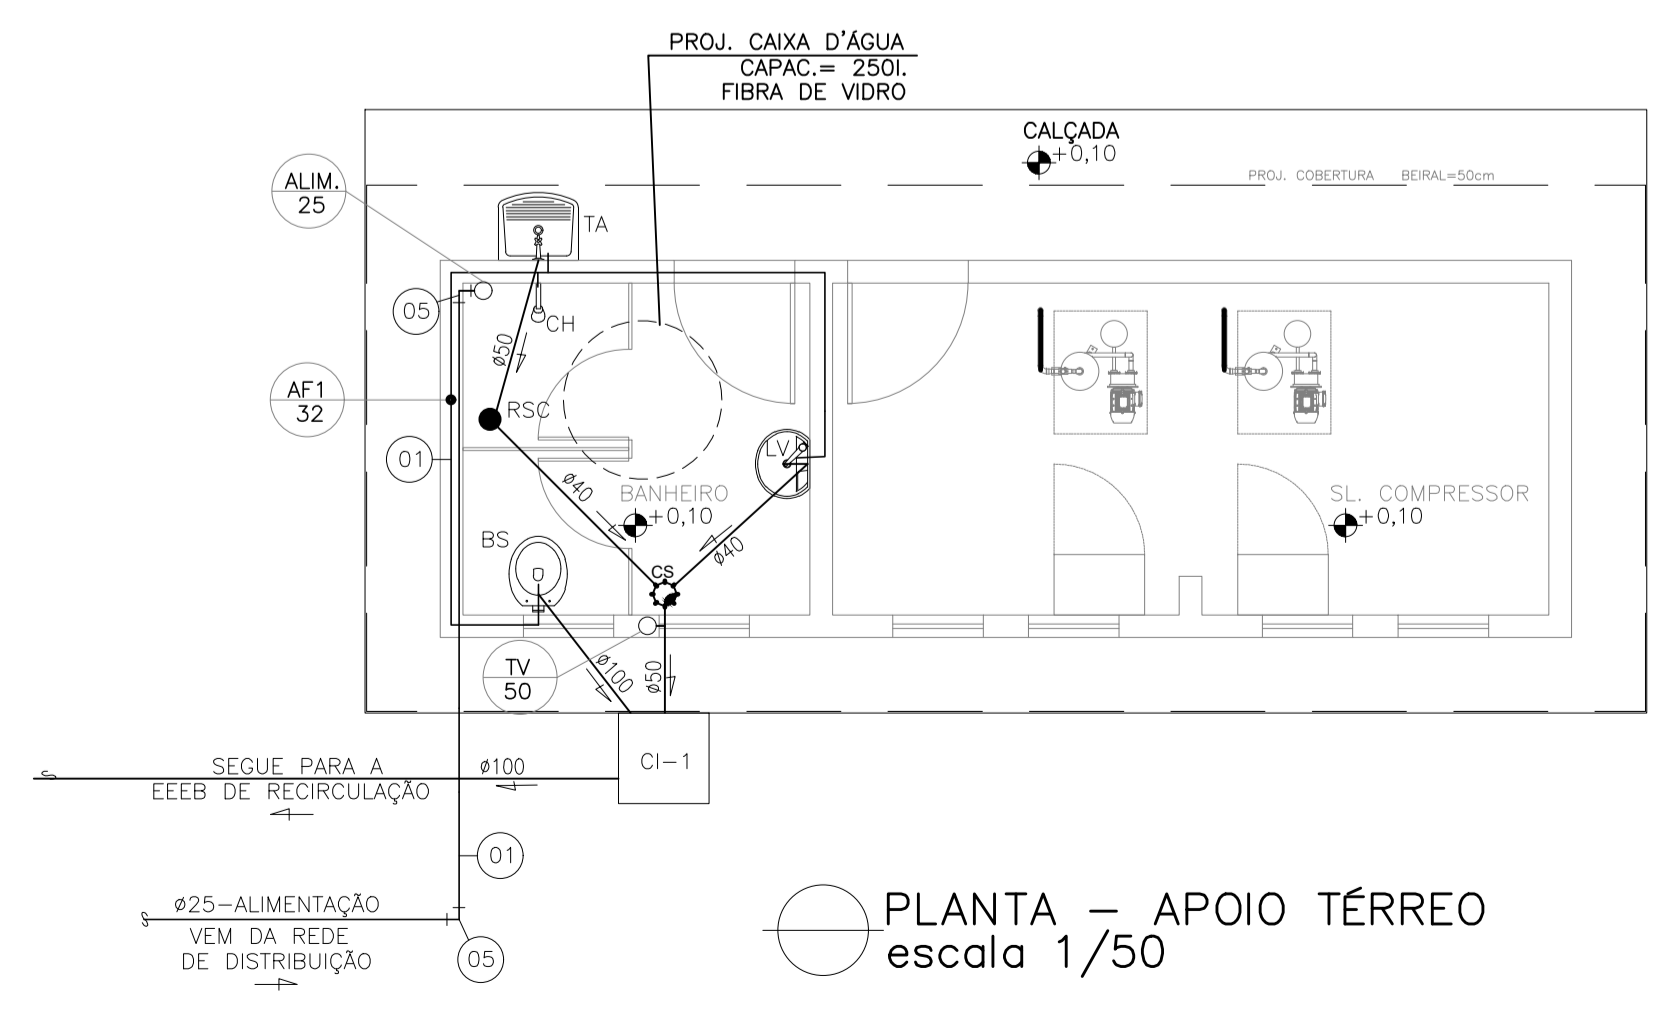 PROJ. CAIXA D'ÁGUA
CAPAC.= 250l.
FIBRA DE VIDRO
CALÇADA
+0,10
PROJ. COBERTURA BEIRAL=50cm
ALIM.
25
TA
05
CH
ø50
AF1
32
RSC
01
LV
ø40
BANHEIRO
+0,10
SL. COMPRESSOR
+0,10
BS
ø40
CS
TV
50
ø100
ø50
CI-1
SEGUE PARA A
EEEB DE RECIRCULAÇÃO
ø100
01
ø25-ALIMENTAÇÃO
VEM DA REDE
DE DISTRIBUIÇÃO
05
PLANTA - APOIO TÉRREO
escala 1/50